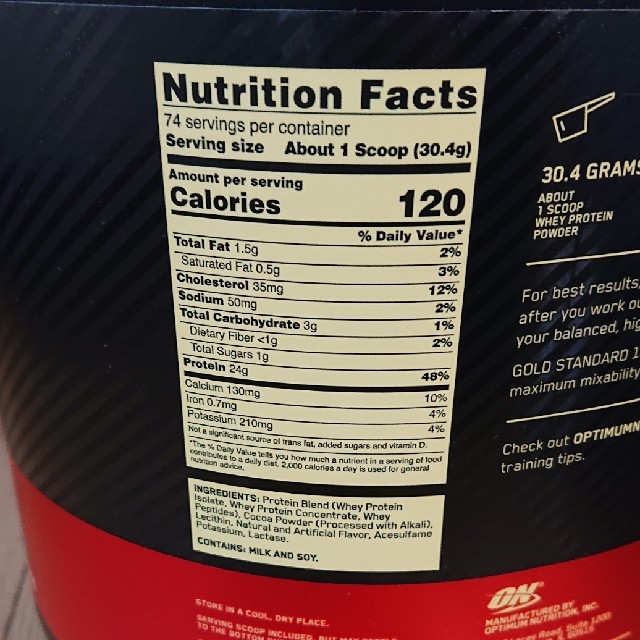 Nutrition Facts
74 servings per container
Serving size About 1 Scoop (30.4g)
Amount per serving
Calories 120
% Daily Value*
Total Fat 1.5g 2%
Saturated Fat 0.5g 3%
Cholesterol 35mg 12%
Sodium 50mg 2%
Total Carbohydrate 3g 1%
Dietary Fiber <1g 2%
Total Sugars 1g
Protein 24g 48%
Calcium 130mg 10%
Iron 0.7mg 4%
Potassium 210mg 4%
Not a significant source of trans fat, added sugars and vitamin D.
*The % Daily Value tells you how much a nutrient in a serving of food
contributes to a daily diet. 2,000 calories a day is used for general
nutrition advice.
INGREDIENTS: Protein Blend (Whey Protein
Isolate, Whey Protein Concentrate, Whey
Peptides), Cocoa Powder (Processed with Alkali),
Lecithin, Natural and Artificial Flavor, Acesulfame
Potassium, Lactase.
CONTAINS: MILK AND SOY.
STORE IN A COOL, DRY PLACE.
SERVING SCOOP INCLUDED, BUT MAY
TO THE BOTTOM
30.4 GRAMS
ABOUT
1 SCOOP
WHEY PROTEIN
POWDER
For best results,
after you work
your balanced,
GOLD STANDARD
maximum mixability
Check out OPTIMUMN
training tips.
ON
MANUFACTURED BY
OPTIMUM NUTRITION, INC.
Suite 1200